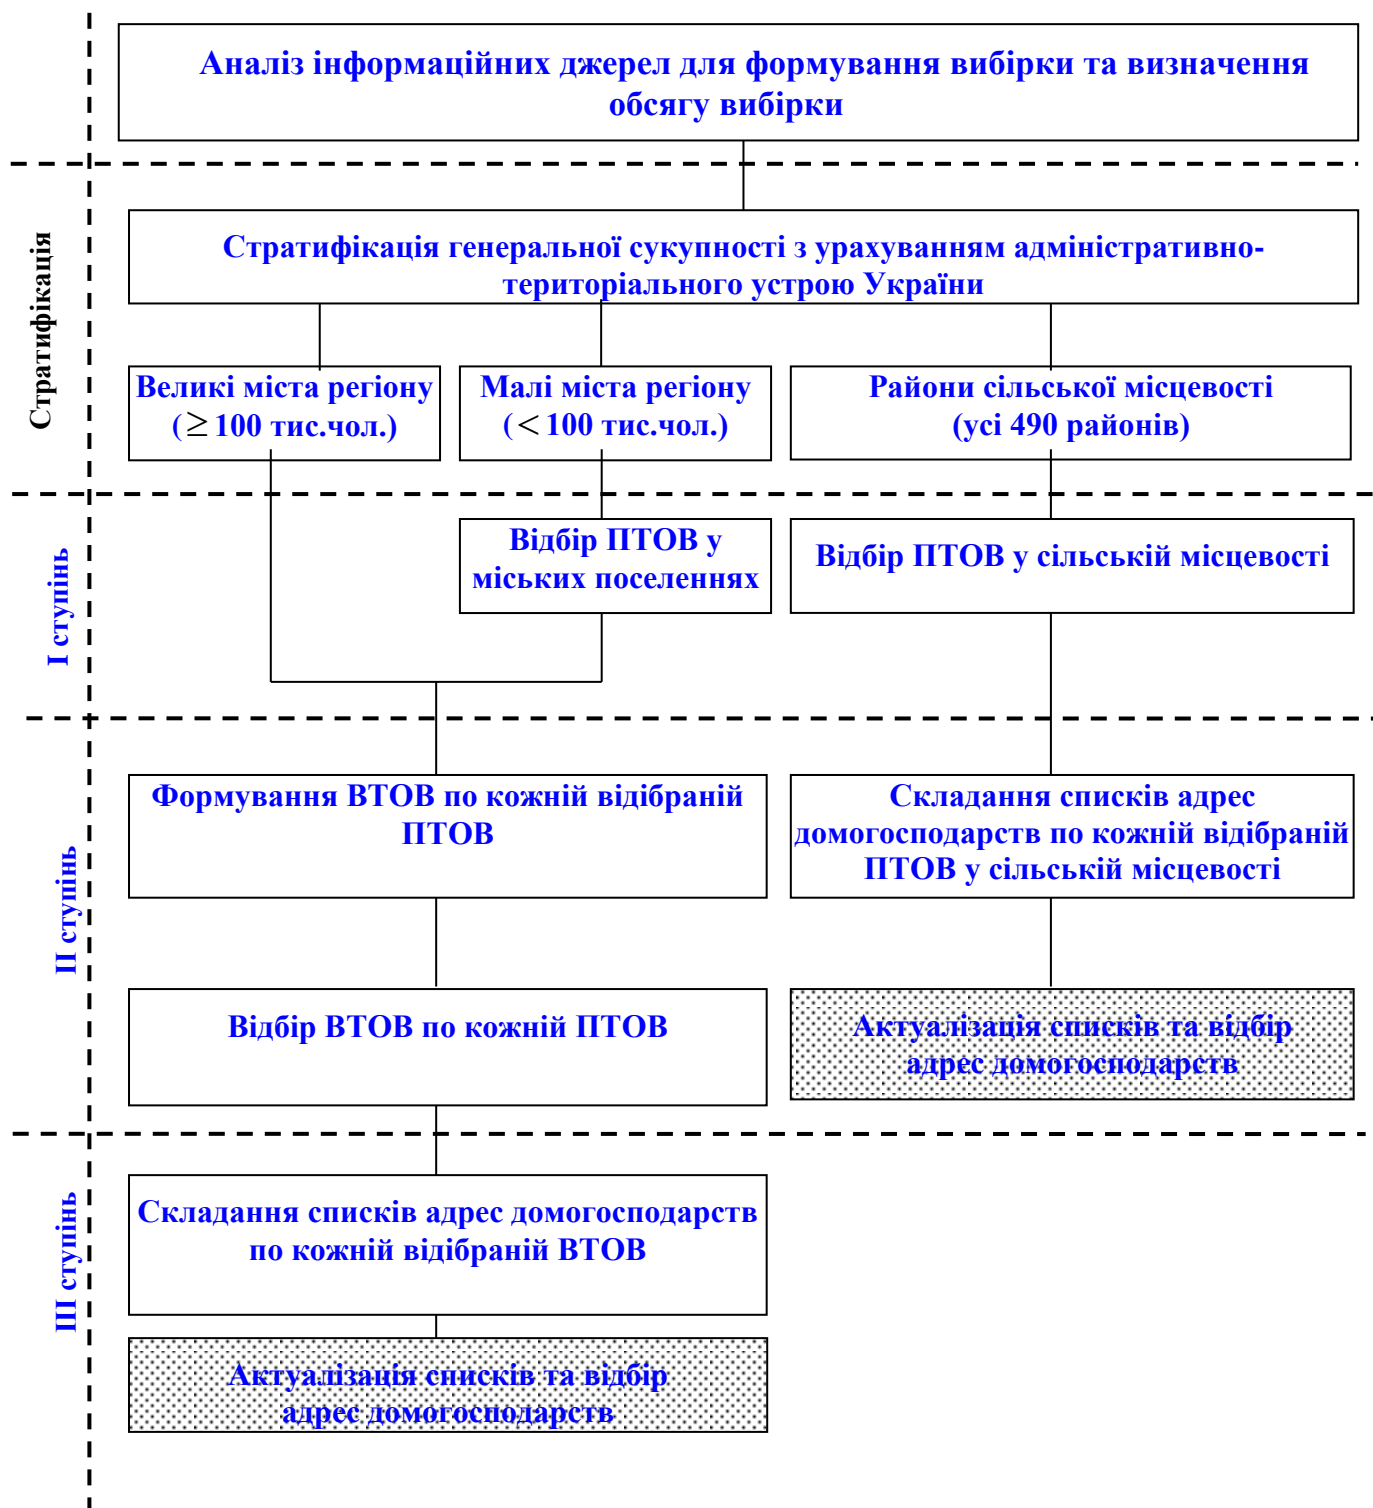 Аналіз інформаційних джерел для формування вибірки та визначення
обсягу вибірки
Стратифікація
Стратифікація генеральної сукупності з урахуванням адміністративно-
територіального устрою України
Великі міста регіону
(≥ 100 тис.чол.)
Малі міста регіону
(< 100 тис.чол.)
Райони сільської місцевості
(усі 490 районів)
І ступінь
Відбір ПТОВ у
міських поселеннях
Відбір ПТОВ у сільській місцевості
ІІ ступінь
Формування ВТОВ по кожній відібраній
ПТОВ
Складання списків адрес
домогосподарств по кожній відібраній
ПТОВ у сільській місцевості
Відбір ВТОВ по кожній ПТОВ
Актуалізація списків та відбір
адрес домогосподарств
ІІІ ступінь
Складання списків адрес домогосподарств
по кожній відібраній ВТОВ
Актуалізація списків та відбір
адрес домогосподарств